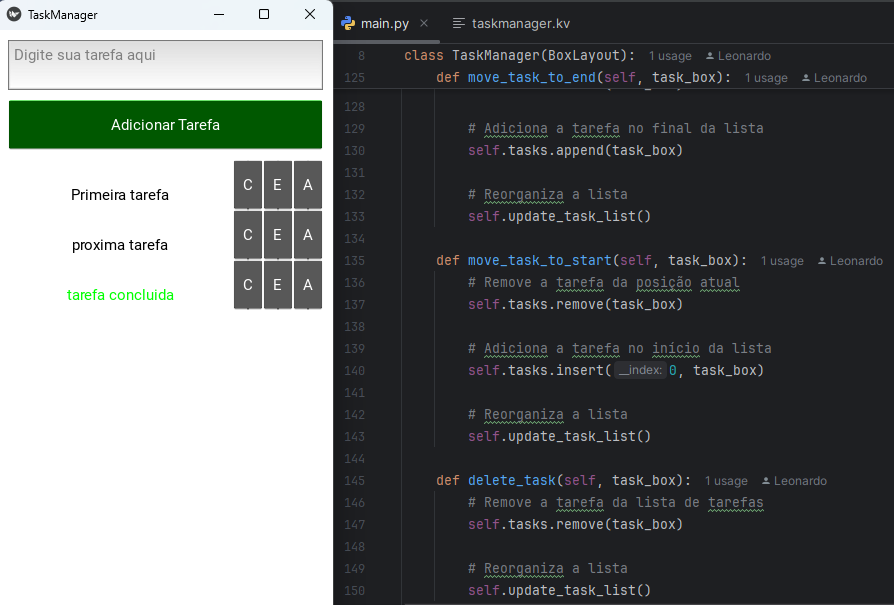 TaskManager
Digite sua tarefa aqui
Adicionar Tarefa
Primeira tarefa
C E A
proxima tarefa
C E A
tarefa concluida
C E A
main.py
taskmanager.kv
8 class TaskManager(BoxLayout): 1 usage Leonardo
125 def move_task_to_end(self, task_box): 1 usage Leonardo
128
129 # Adiciona a tarefa no final da lista
130 self.tasks.append(task_box)
131
132 # Reorganiza a lista
133 self.update_task_list()
134
135 def move_task_to_start(self, task_box): 1 usage Leonardo
136 # Remove a tarefa da posição atual
137 self.tasks.remove(task_box)
138
139 # Adiciona a tarefa no início da lista
140 self.tasks.insert(__index: 0, task_box)
141
142 # Reorganiza a lista
143 self.update_task_list()
144
145 def delete_task(self, task_box): 1 usage Leonardo
146 # Remove a tarefa da lista de tarefas
147 self.tasks.remove(task_box)
148
149 # Reorganiza a lista
150 self.update_task_list()